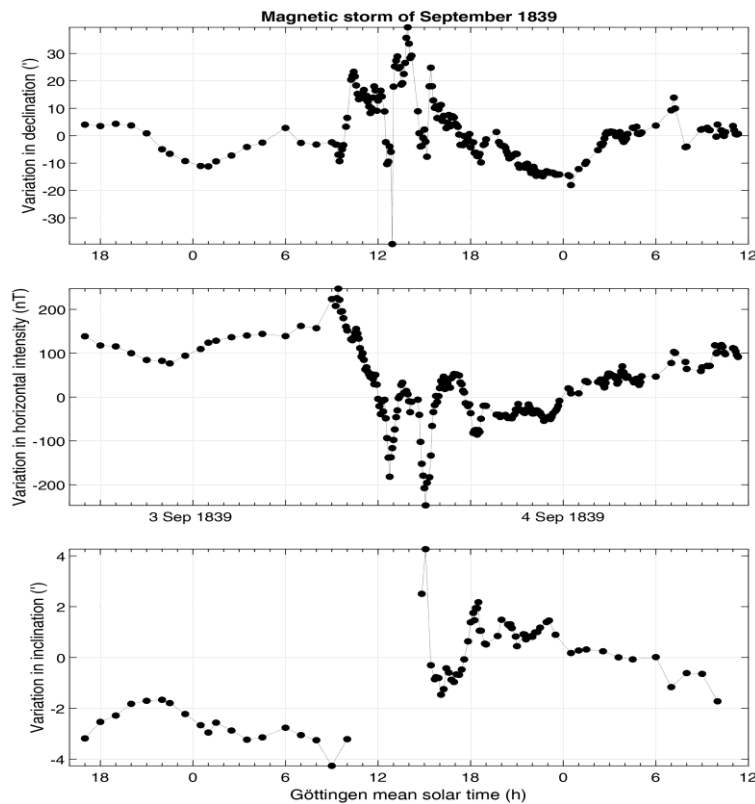 Magnetic storm of September 1839
Variation in declination (')
30
20
10
0
-10
-20
-30
18 0 6 12 18 0 6 12
Variation in horizontal intensity (nT)
200
100
0
-100
-200
3 Sep 1839 4 Sep 1839
Variation in inclination (')
4
2
0
-2
-4
18 0 6 12 18 0 6 12
Göttingen mean solar time (h)